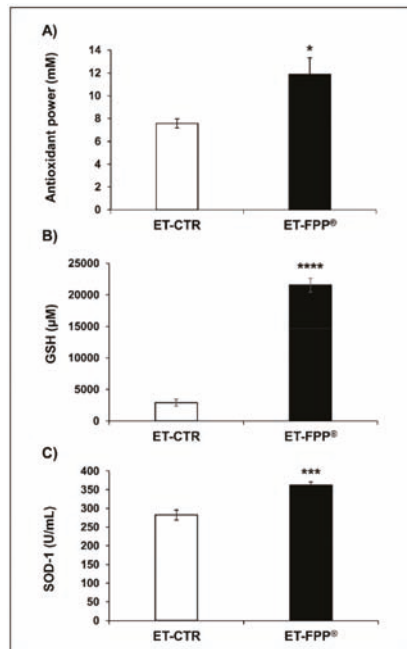 A)
Antioxidant power (mM)
14
12
10
8
6
4
2
0
*
ET-CTR
ET-FPP®
B)
GSH (µM)
25000
20000
15000
10000
5000
0
****
ET-CTR
ET-FPP®
C)
SOD-1 (U/mL)
400
350
300
250
200
150
100
50
0
***
ET-CTR
ET-FPP®